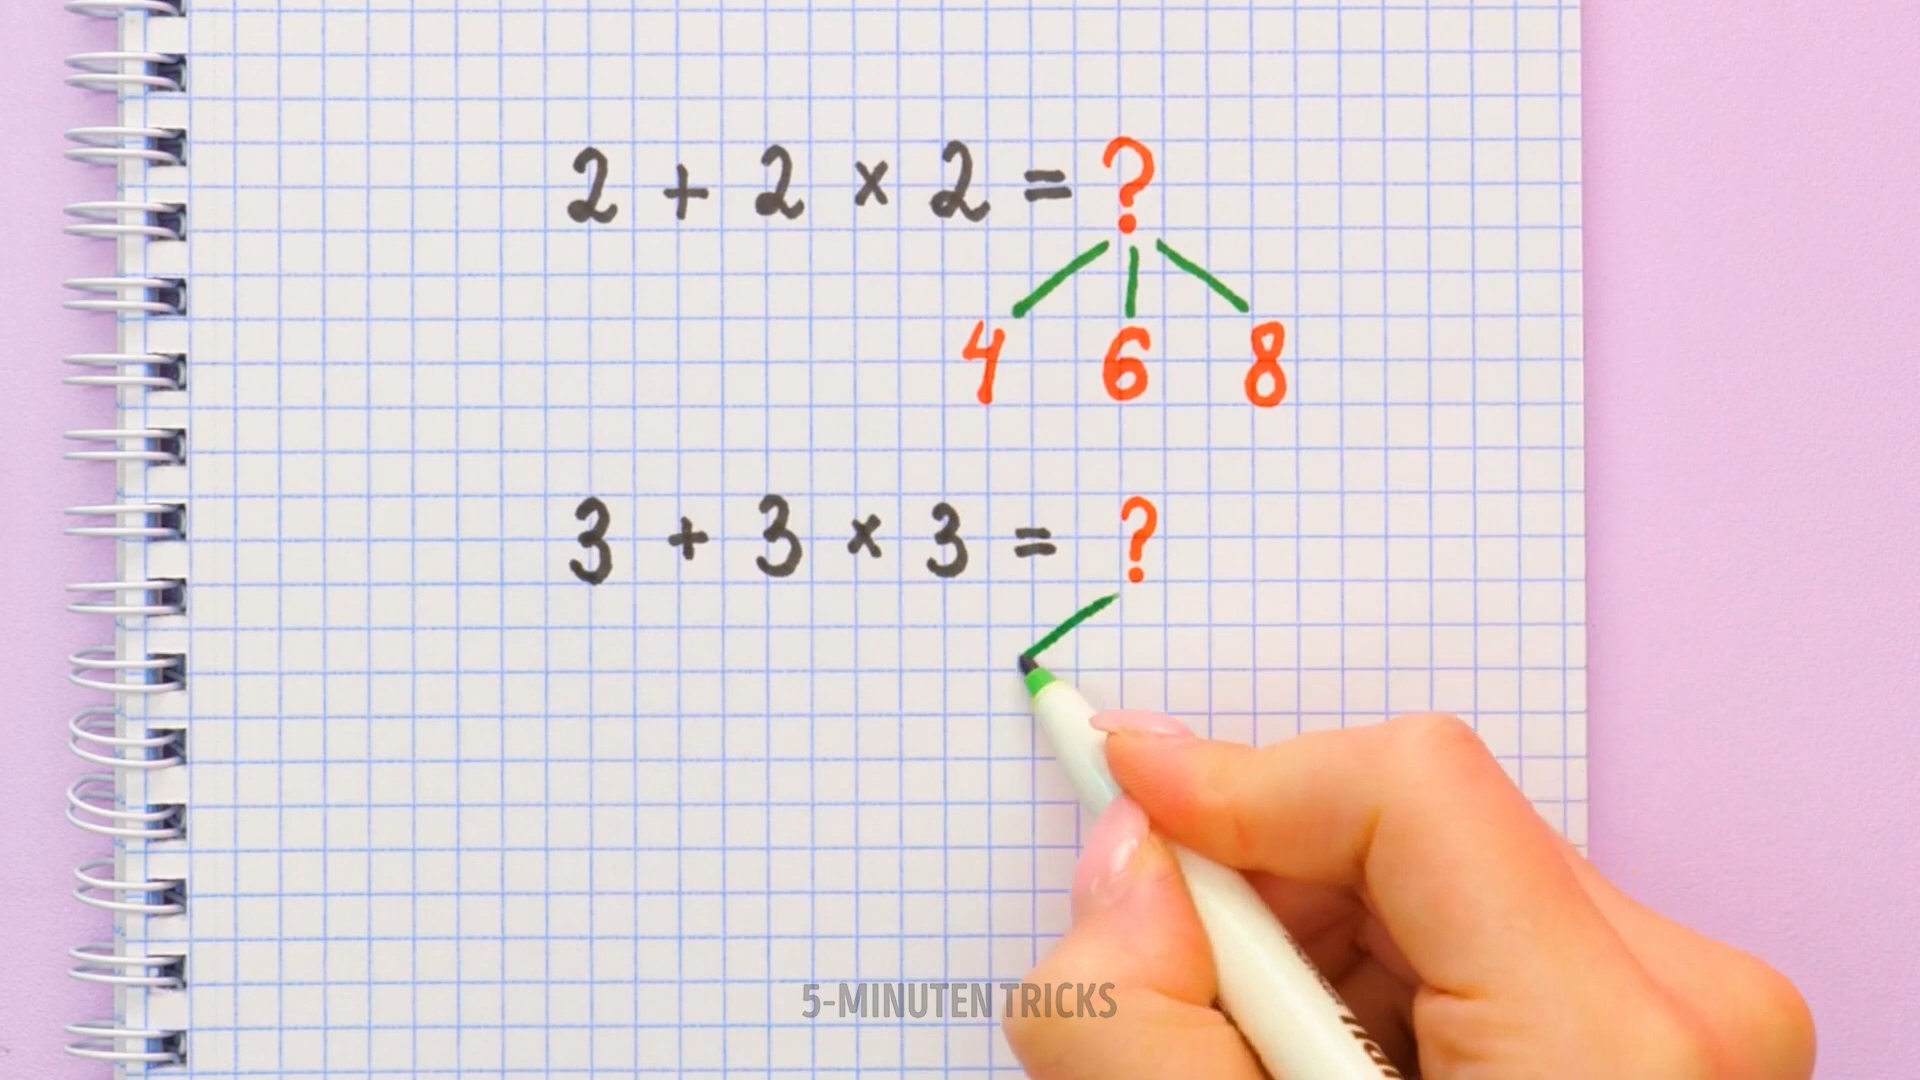 2 + 2 × 2 = ?
4 6 8
3 + 3 × 3 = ?
5-MINUTEN TRICKS